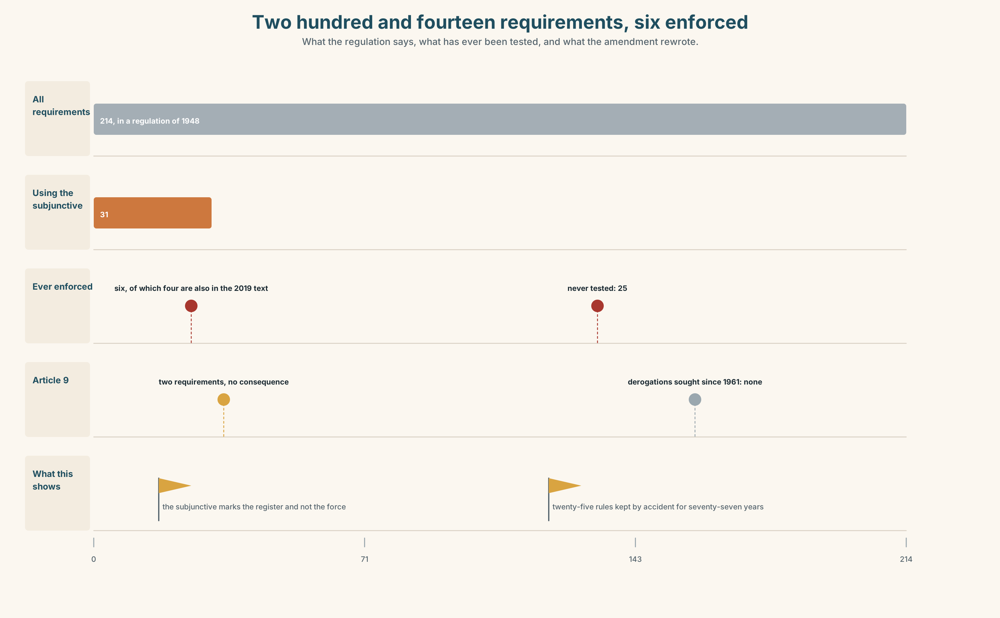 Two hundred and fourteen requirements, six enforced
What the regulation says, what has ever been tested, and what the amendment rewrote.
All
requirements
214, in a regulation of 1948
Using the
subjunctive
31
Ever enforced
six, of which four are also in the 2019 text
never tested: 25
Article 9
two requirements, no consequence
derogations sought since 1961: none
What this
shows
the subjunctive marks the register and not the force
twenty-five rules kept by accident for seventy-seven years
0
71
143
214